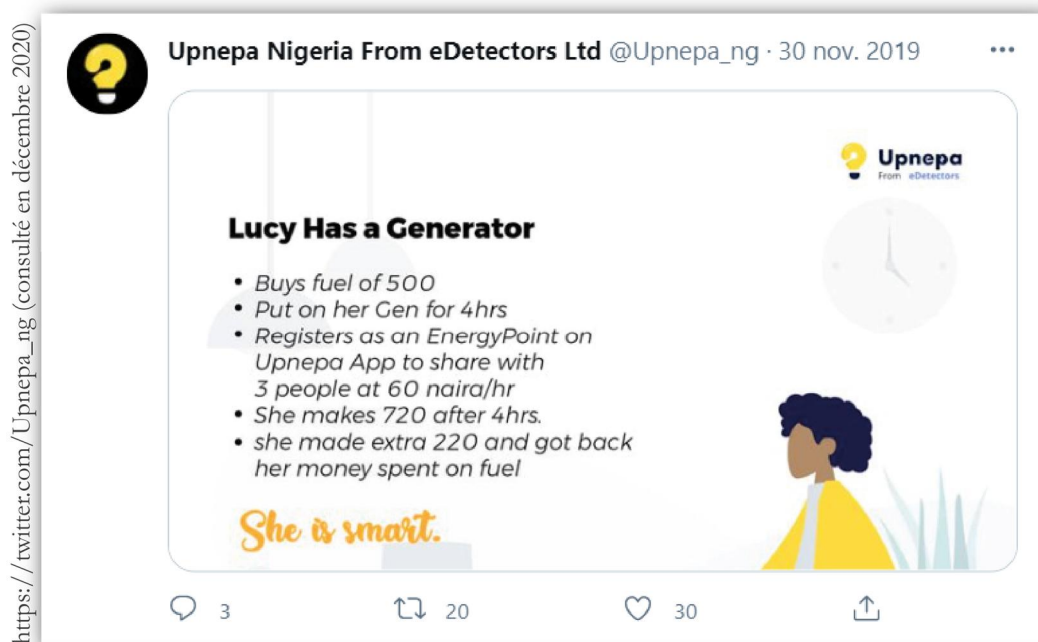 https://twitter.com/Upnepa_ng (consulté en décembre 2020)
Upnepa Nigeria From eDetectors Ltd @Upnepa_ng · 30 nov. 2019
Upnepa
From eDetectors
Lucy Has a Generator
• Buys fuel of 500
• Put on her Gen for 4hrs
• Registers as an EnergyPoint on
Upnepa App to share with
3 people at 60 naira/hr
• She makes 720 after 4hrs.
• she made extra 220 and got back
her money spent on fuel
She is smart.
3 20 30